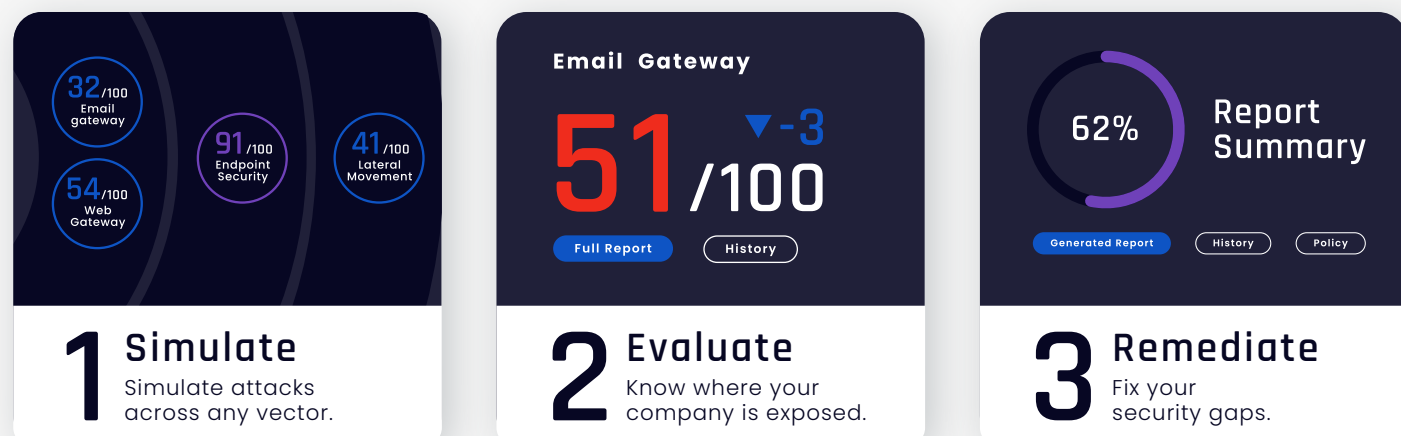 32/100
Email
gateway
54/100
Web
Gateway
91/100
Endpoint
Security
41/100
Lateral
Movement
1
Simulate
Simulate attacks
across any vector.
Email Gateway
51/100
-3
Full Report
History
2
Evaluate
Know where your
company is exposed.
62%
Report
Summary
Generated Report
History
Policy
3
Remediate
Fix your
security gaps.